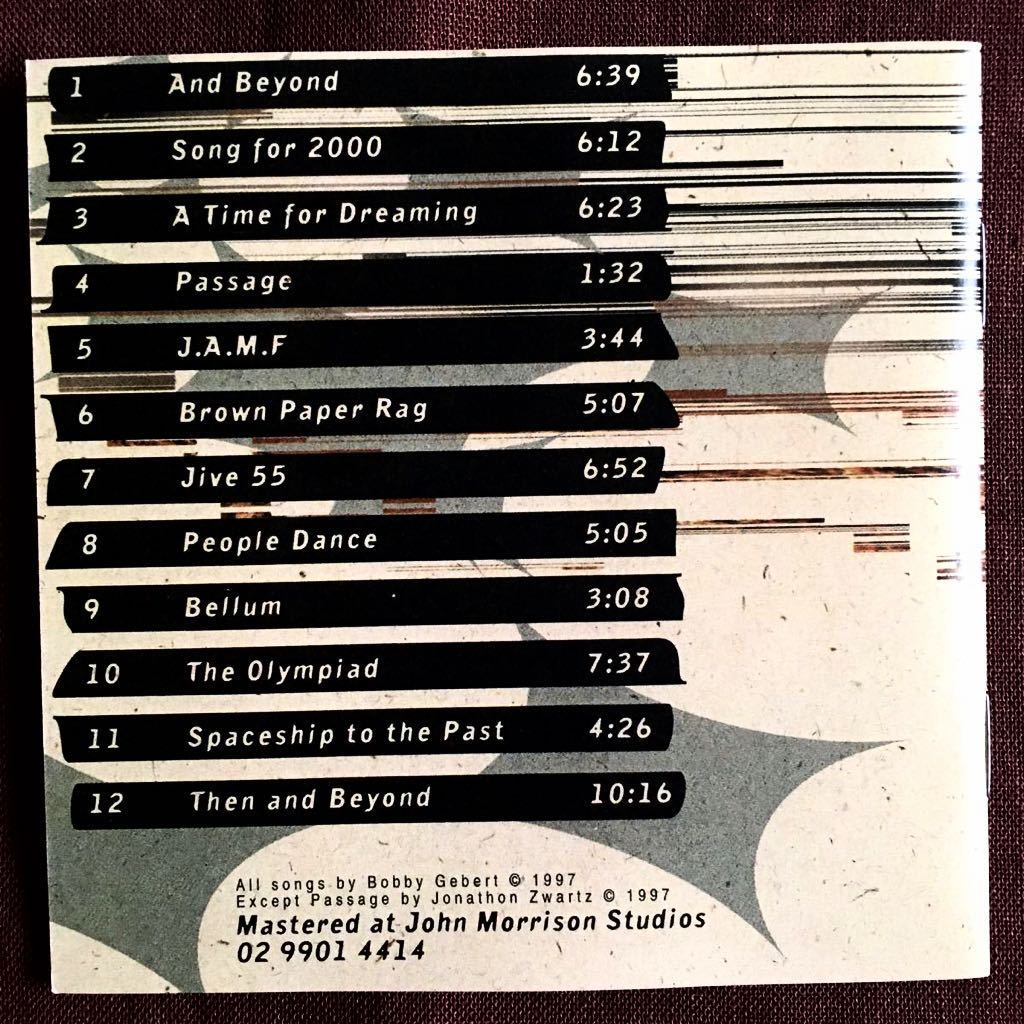 1 And Beyond 6:39
2 Song for 2000 6:12
3 A Time for Dreaming 6:23
4 Passage 1:32
5 J.A.M.F 3:44
6 Brown Paper Rag 5:07
7 Jive 55 6:52
8 People Dance 5:05
9 Bellum 3:08
10 The Olympiad 7:37
11 Spaceship to the Past 4:26
12 Then and Beyond 10:16
All songs by Bobby Gebert © 1997
Except Passage by Jonathon Zwartz © 1997
Mastered at John Morrison Studios
02 9901 4414